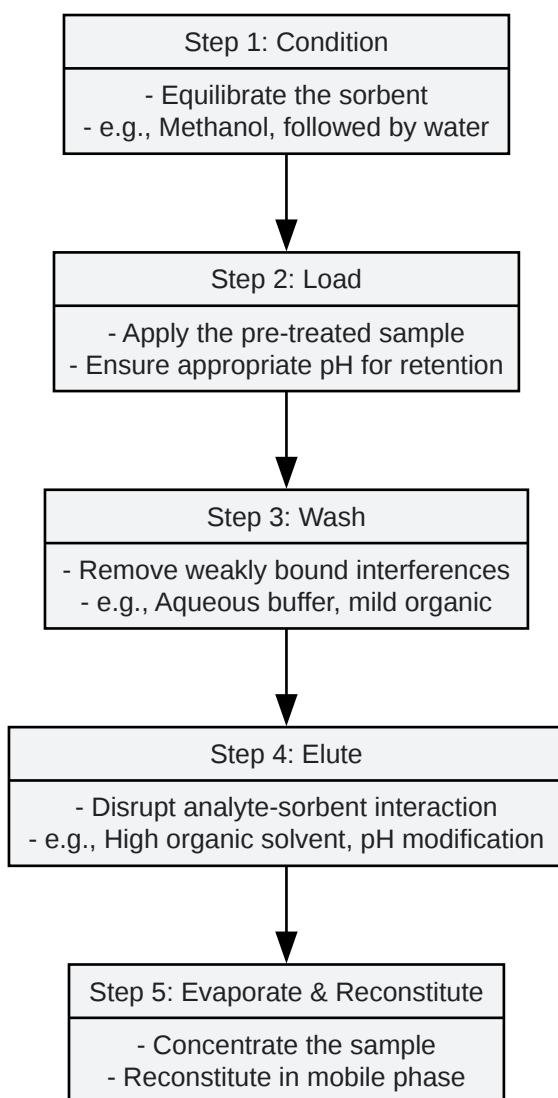 Step 1: Condition
- Equilibrate the sorbent
- e.g., Methanol, followed by water
Step 2: Load
- Apply the pre-treated sample
- Ensure appropriate pH for retention
Step 3: Wash
- Remove weakly bound interferences
- e.g., Aqueous buffer, mild organic
Step 4: Elute
- Disrupt analyte-sorbent interaction
- e.g., High organic solvent, pH modification
Step 5: Evaporate & Reconstitute
- Concentrate the sample
- Reconstitute in mobile phase